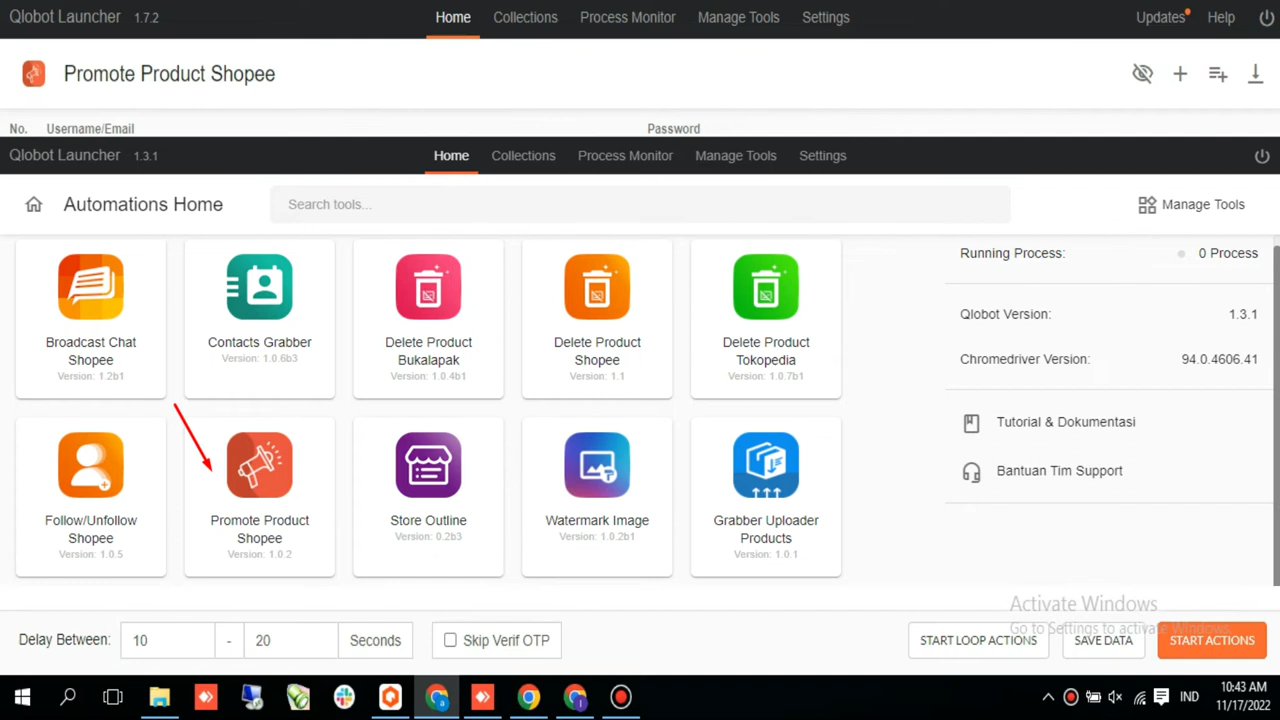 Qlobot Launcher 1.7.2 Home Collections Process Monitor Manage Tools Settings Updates Help
Promote Product Shopee
No. Username/Email Password
Qlobot Launcher 1.3.1 Home Collections Process Monitor Manage Tools Settings
Automations Home Search tools... Manage Tools
Running Process: 0 Process
Broadcast Chat
Shopee
Version: 1.2b1
Contacts Grabber
Version: 1.0.6b3
Delete Product
Bukalapak
Version: 1.0.4b1
Delete Product
Shopee
Version: 1.1
Delete Product
Tokopedia
Version: 1.0.7b1
Qlobot Version: 1.3.1
Chromedriver Version: 94.0.4606.41
Tutorial & Dokumentasi
Bantuan Tim Support
Follow/Unfollow
Shopee
Version: 1.0.5
Promote Product
Shopee
Version: 1.0.2
Store Outline
Version: 0.2b3
Watermark Image
Version: 1.0.2b1
Grabber Uploader
Products
Version: 1.0.1
Activate Windows
Go to Settings to activate Windows.
Delay Between: 10 - 20 Seconds Skip Verif OTP START LOOP ACTIONS SAVE DATA START ACTIONS
IND
10:43 AM
11/17/2022